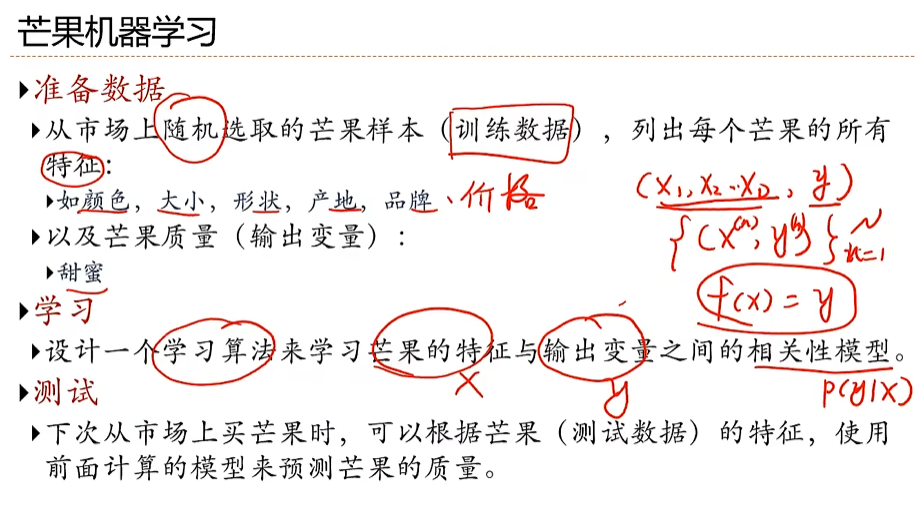 芒果机器学习
准备数据
从市场上随机选取的芒果样本（训练数据），列出每个芒果的所有
特征：
如颜色，大小，形状，产地，品牌、价格
(x₁, x₂ ... x_D, y)
以及芒果质量（输出变量）：
{(x⁽ⁿ⁾, y⁽ⁿ⁾)}ᴺₙ₌₁
甜蜜
f(x) = y
学习
设计一个学习算法来学习芒果的特征与输出变量之间的相关性模型。
x y p(y|x)
测试
下次从市场上买芒果时，可以根据芒果（测试数据）的特征，使用
前面计算的模型来预测芒果的质量。